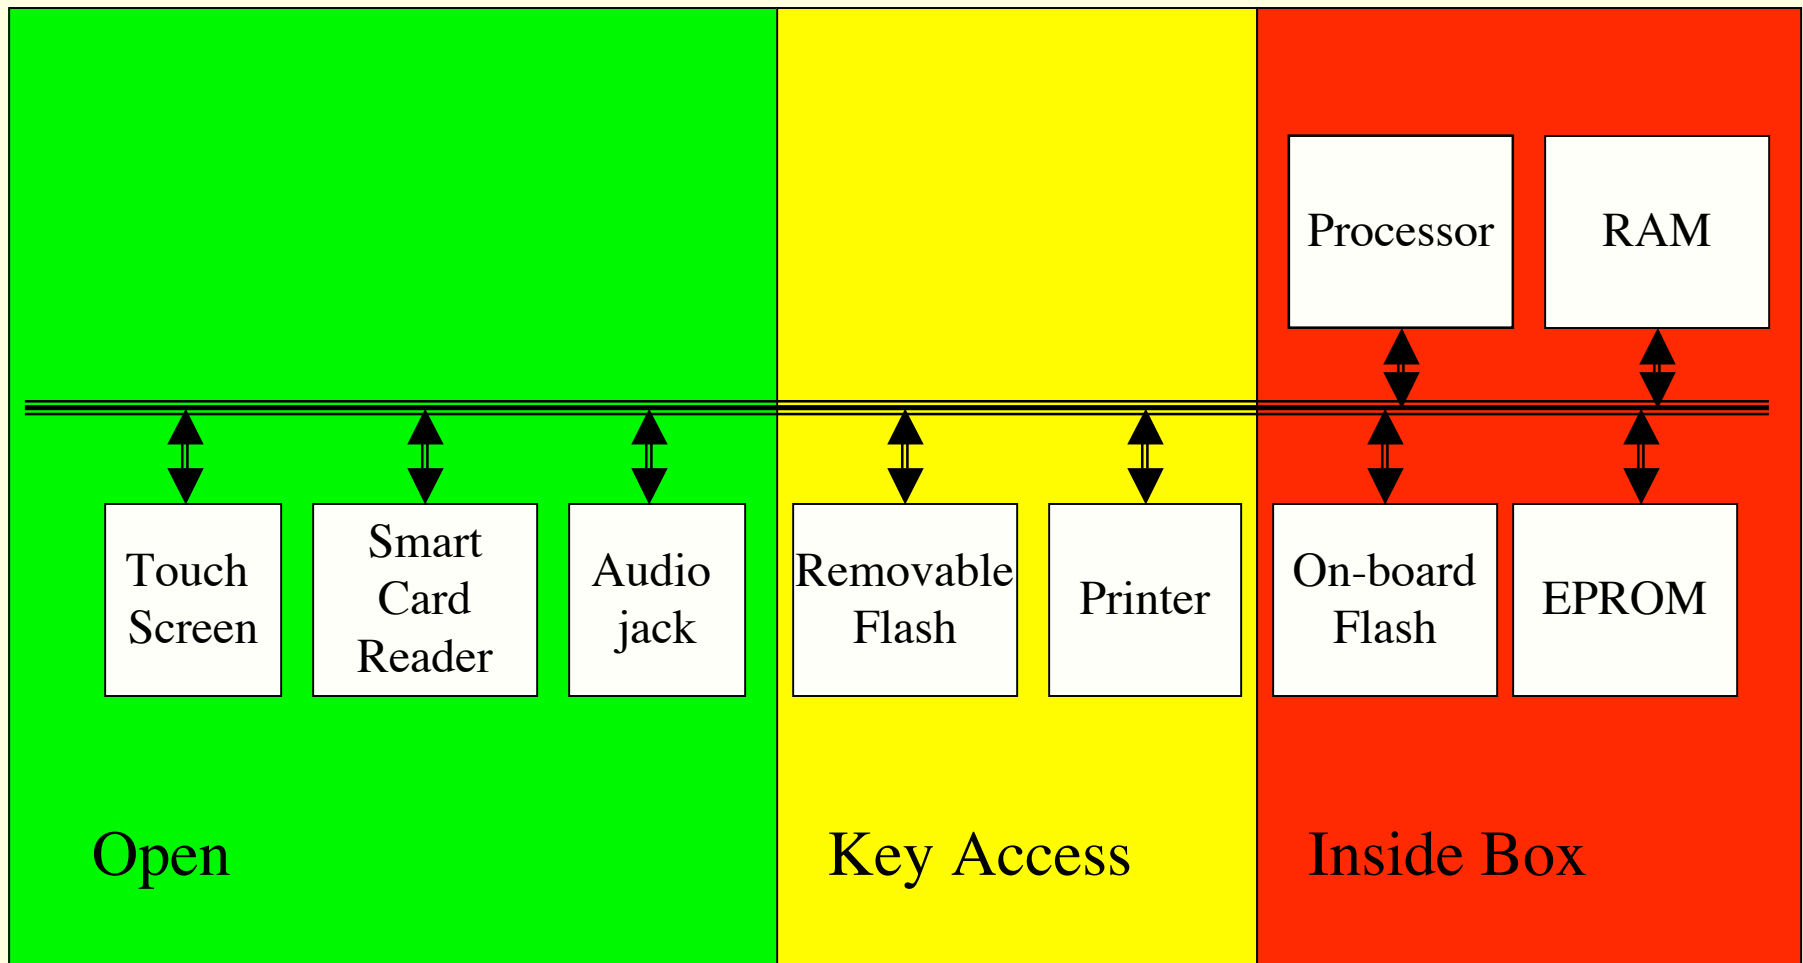 Processor
RAM
Touch
Screen
Smart
Card
Reader
Audio
jack
Removable
Flash
Printer
On-board
Flash
EPROM
Open
Key Access
Inside Box